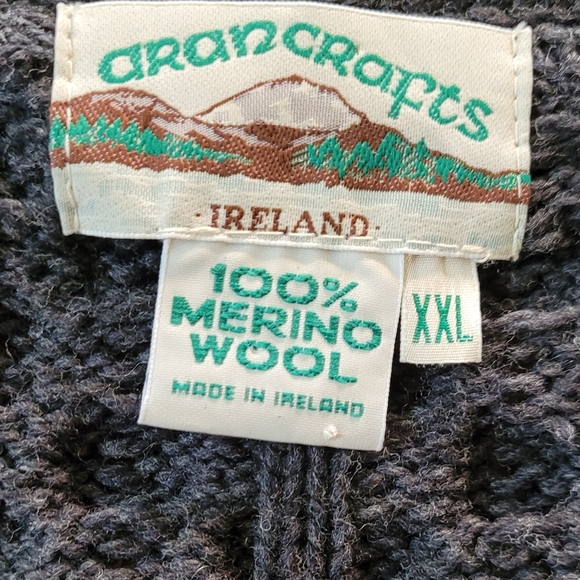 arancrafts
· IRELAND ·
100%
MERINO
WOOL
MADE IN IRELAND
XXL